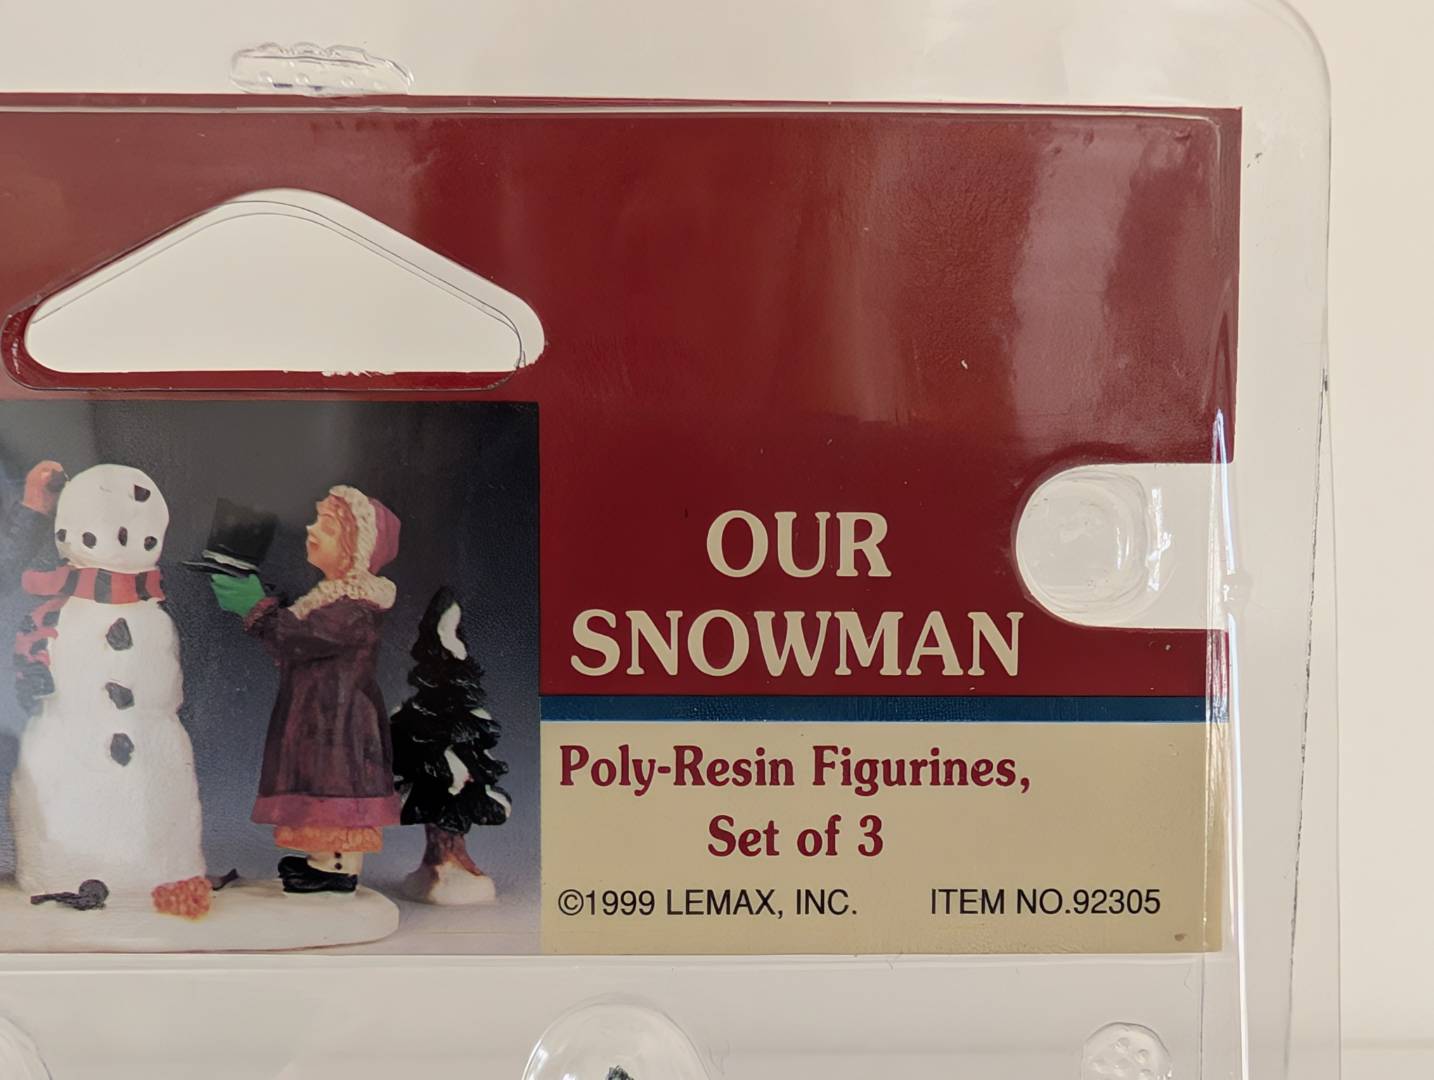 OUR
SNOWMAN
Poly-Resin Figurines,
Set of 3
©1999 LEMAX, INC. ITEM NO.92305